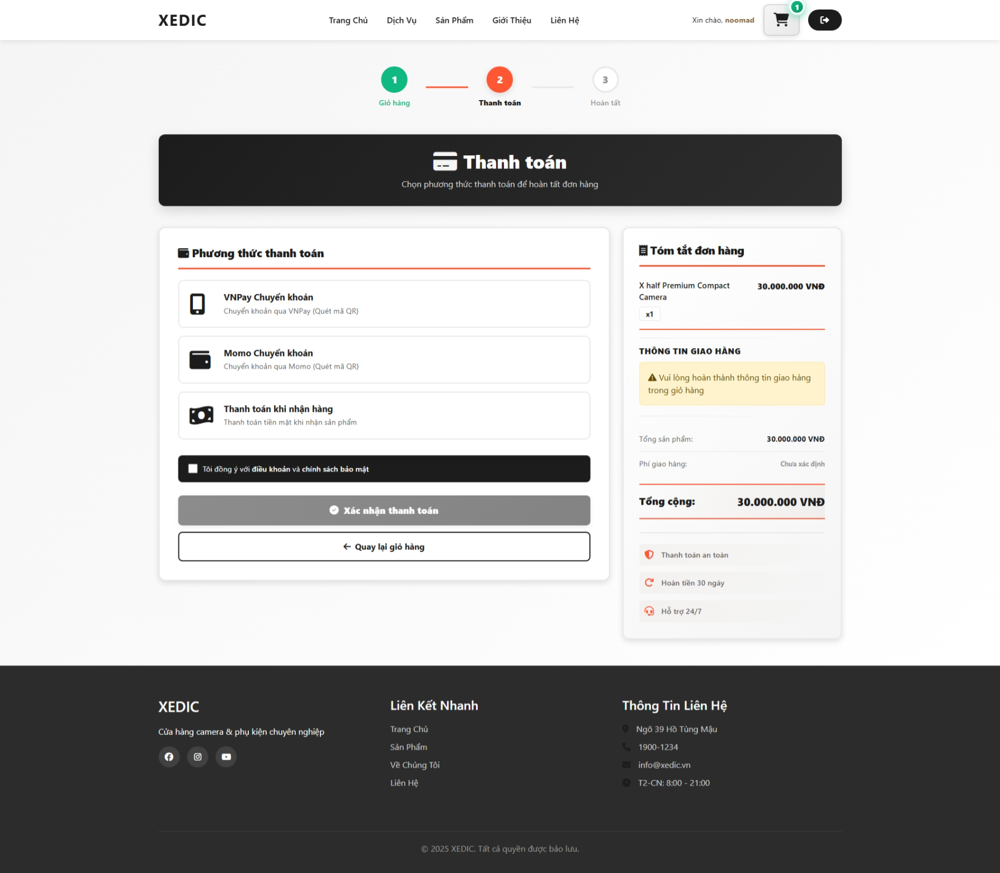 XEDIC
Trang Chủ
Dịch Vụ
Sản Phẩm
Giới Thiệu
Liên Hệ
Xin chào, noomad
1
1
Giỏ hàng
2
Thanh toán
3
Hoàn tất
Thanh toán
Chọn phương thức thanh toán để hoàn tất đơn hàng
Phương thức thanh toán
VNPay Chuyển khoản
Chuyển khoản qua VNPay (Quét mã QR)
Momo Chuyển khoản
Chuyển khoản qua Momo (Quét mã QR)
Thanh toán khi nhận hàng
Thanh toán tiền mặt khi nhận sản phẩm
Tôi đồng ý với điều khoản và chính sách bảo mật
Xác nhận thanh toán
Quay lại giỏ hàng
Tóm tắt đơn hàng
X half Premium Compact
Camera
30.000.000 VNĐ
x1
THÔNG TIN GIAO HÀNG
Vui lòng hoàn thành thông tin giao hàng
trong giỏ hàng
Tổng sản phẩm: 30.000.000 VNĐ
Phí giao hàng: Chưa xác định
Tổng cộng: 30.000.000 VNĐ
Thanh toán an toàn
Hoàn tiền 30 ngày
Hỗ trợ 24/7
XEDIC
Cửa hàng camera & phụ kiện chuyên nghiệp
Liên Kết Nhanh
Trang Chủ
Sản Phẩm
Về Chúng Tôi
Liên Hệ
Thông Tin Liên Hệ
Ngõ 39 Hồ Tùng Mậu
1900-1234
info@xedic.vn
T2-CN: 8:00 - 21:00
© 2025 XEDIC. Tất cả quyền được bảo lưu.